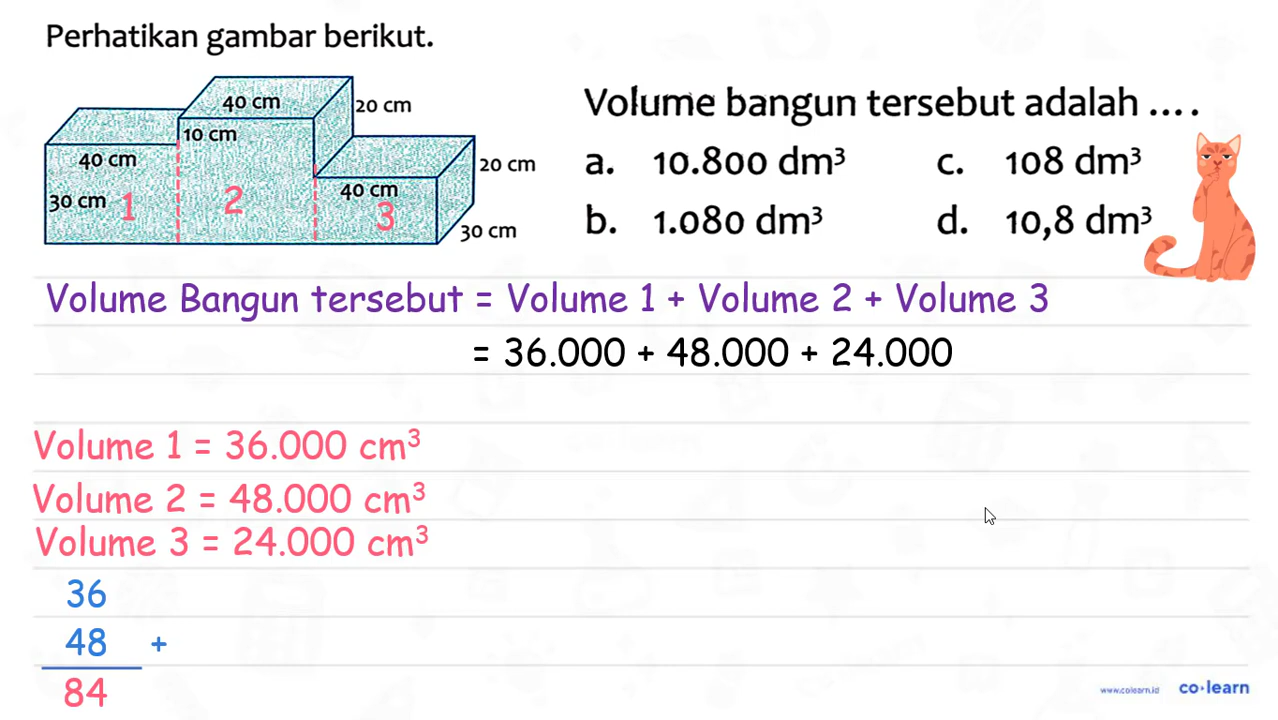 Perhatikan gambar berikut.
40 cm
20 cm
10 cm
40 cm
20 cm
40 cm
30 cm
1
2
3
30 cm
Volume bangun tersebut adalah ....
a. 10.800 dm³
c. 108 dm³
b. 1.080 dm³
d. 10,8 dm³
Volume Bangun tersebut = Volume 1 + Volume 2 + Volume 3
= 36.000 + 48.000 + 24.000
Volume 1 = 36.000 cm³
Volume 2 = 48.000 cm³
Volume 3 = 24.000 cm³
36
48 +
84
www.colearn.id
co·learn